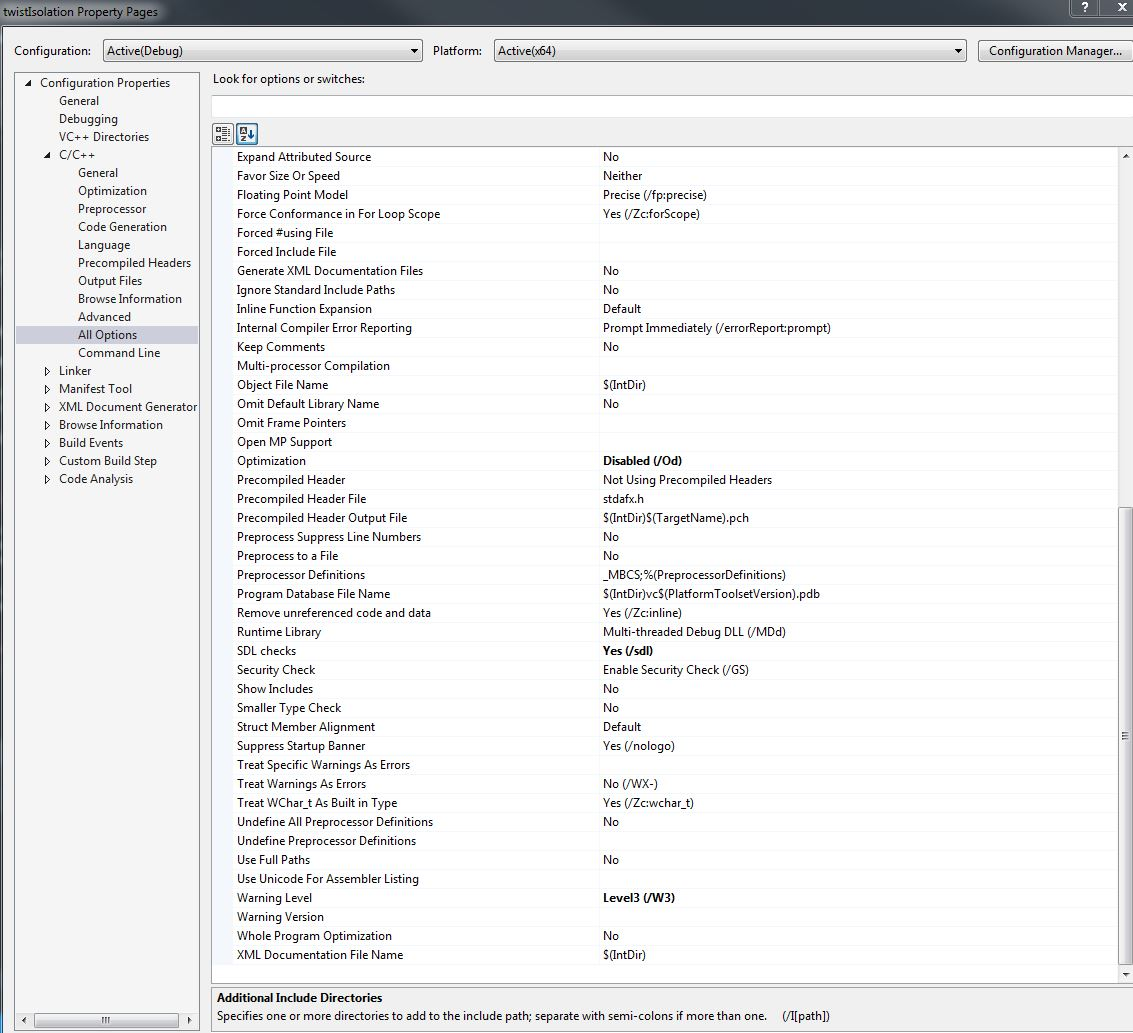 twistIsolation Property Pages
Configuration: Active(Debug) Platform: Active(x64) Configuration Manager...
Configuration Properties
General
Debugging
VC++ Directories
C/C++
General
Optimization
Preprocessor
Code Generation
Language
Precompiled Headers
Output Files
Browse Information
Advanced
All Options
Command Line
Linker
Manifest Tool
XML Document Generator
Browse Information
Build Events
Custom Build Step
Code Analysis
Look for options or switches:
Expand Attributed Source No
Favor Size Or Speed Neither
Floating Point Model Precise (/fp:precise)
Force Conformance in For Loop Scope Yes (/Zc:forScope)
Forced #using File
Forced Include File
Generate XML Documentation Files No
Ignore Standard Include Paths No
Inline Function Expansion Default
Internal Compiler Error Reporting Prompt Immediately (/errorReport:prompt)
Keep Comments No
Multi-processor Compilation
Object File Name $(IntDir)
Omit Default Library Name No
Omit Frame Pointers
Open MP Support
Optimization Disabled (/Od)
Precompiled Header Not Using Precompiled Headers
Precompiled Header File stdafx.h
Precompiled Header Output File $(IntDir)$(TargetName).pch
Preprocess Suppress Line Numbers No
Preprocess to a File No
Preprocessor Definitions _MBCS;%(PreprocessorDefinitions)
Program Database File Name $(IntDir)vc$(PlatformToolsetVersion).pdb
Remove unreferenced code and data Yes (/Zc:inline)
Runtime Library Multi-threaded Debug DLL (/MDd)
SDL checks Yes (/sdl)
Security Check Enable Security Check (/GS)
Show Includes No
Smaller Type Check No
Struct Member Alignment Default
Suppress Startup Banner Yes (/nologo)
Treat Specific Warnings As Errors
Treat Warnings As Errors No (/WX-)
Treat WChar_t As Built in Type Yes (/Zc:wchar_t)
Undefine All Preprocessor Definitions No
Undefine Preprocessor Definitions
Use Full Paths No
Use Unicode For Assembler Listing
Warning Level Level3 (/W3)
Warning Version
Whole Program Optimization No
XML Documentation File Name $(IntDir)
Additional Include Directories
Specifies one or more directories to add to the include path; separate with semi-colons if more than one. (/I[path])